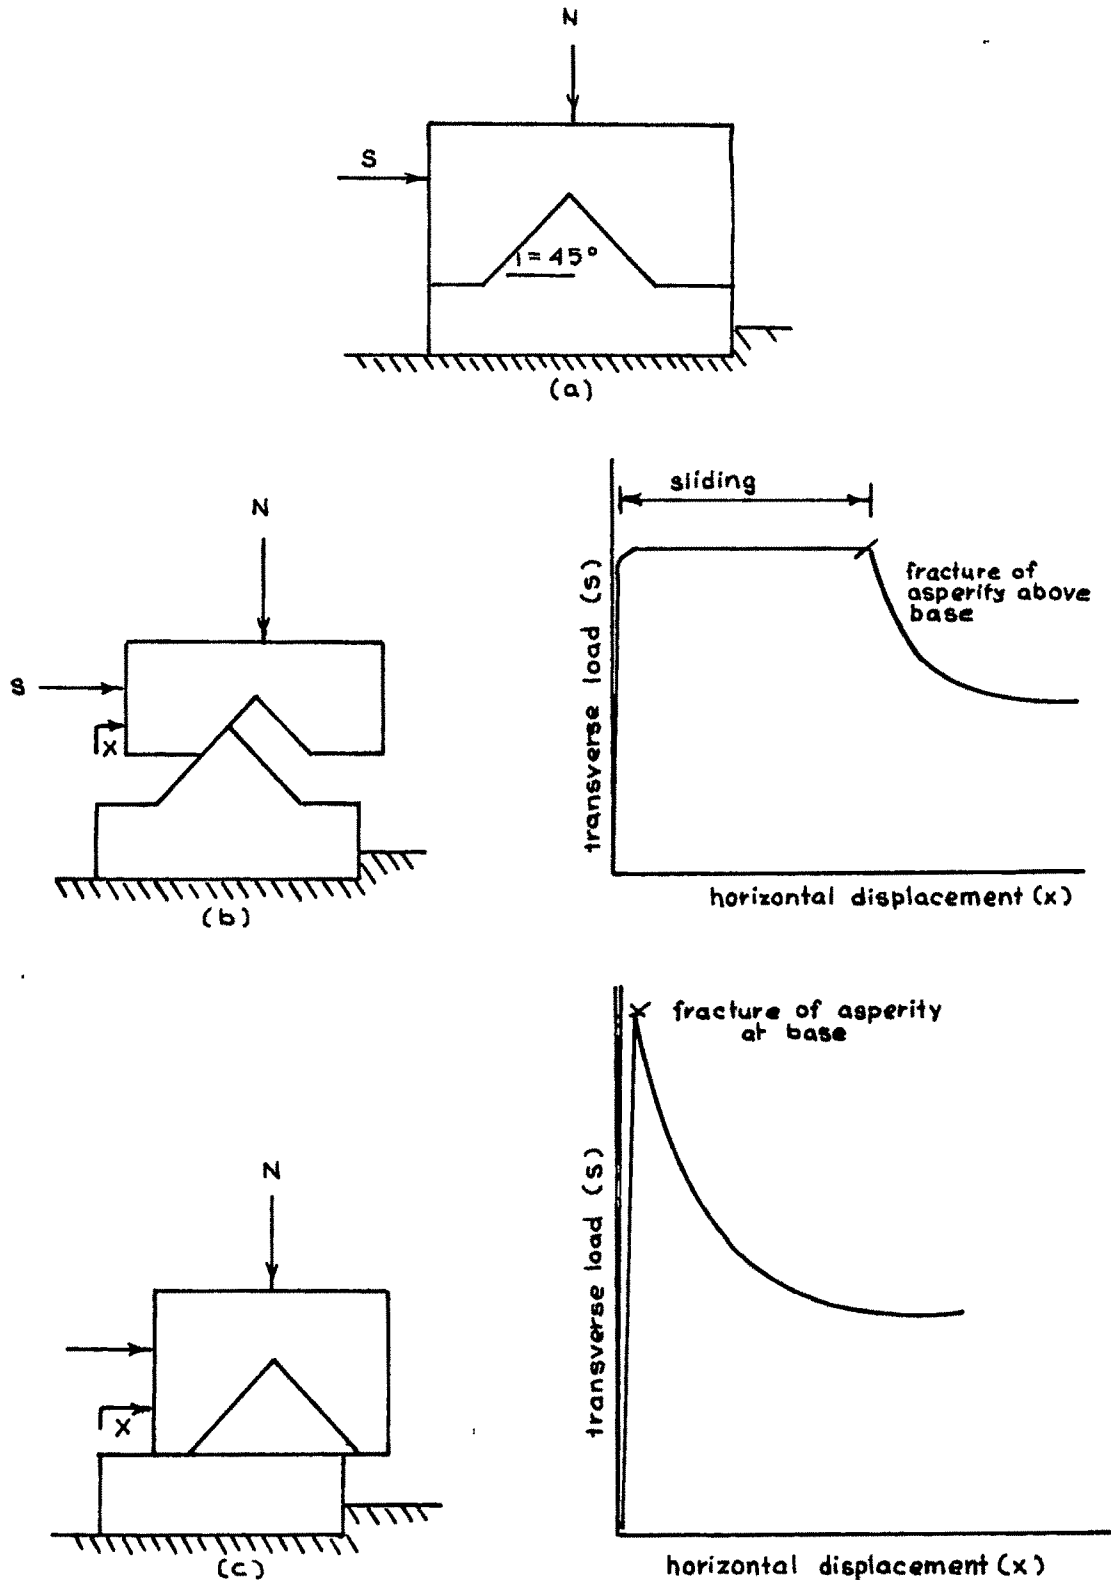 N
S
i = 45°
(a)
N
S
x
(b)
sliding
fracture of
asperify above
base
transverse load (s)
horizontal displacement (x)
fracture of asperity
at base
transverse load (s)
horizontal displacement (x)
N
x
(c)